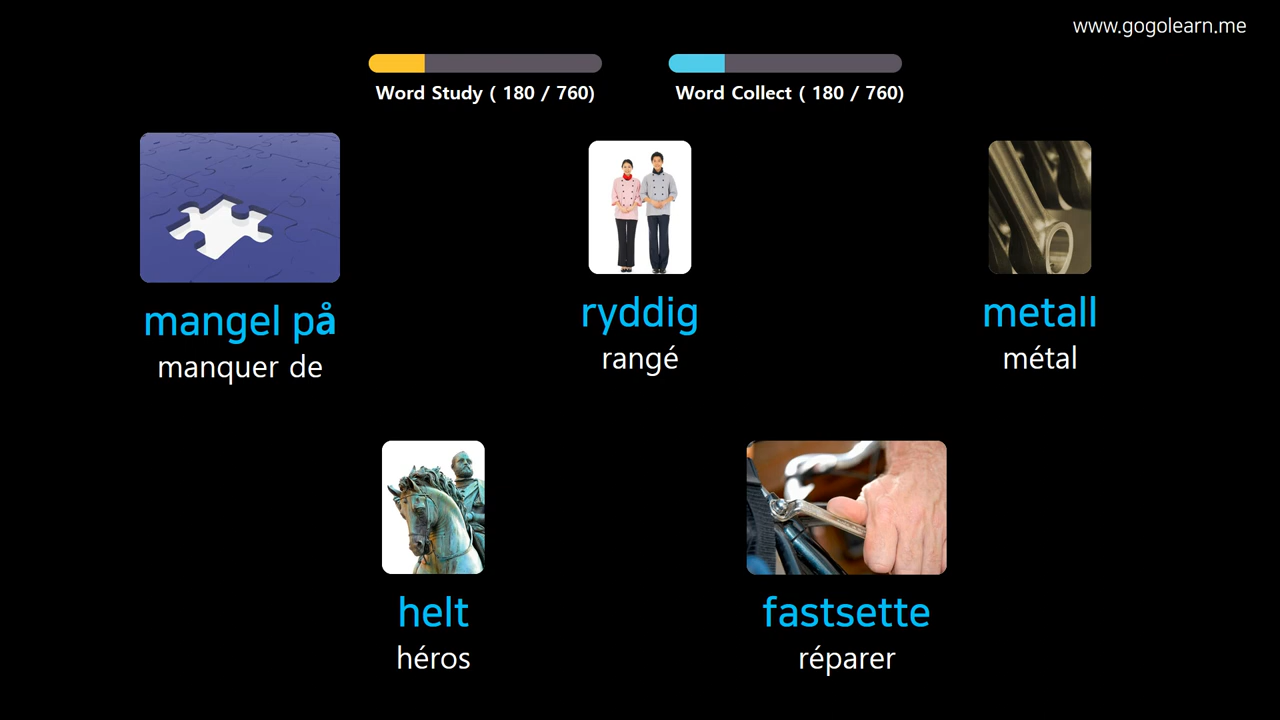 www.gogolearn.me
Word Study ( 180 / 760)
Word Collect ( 180 / 760)
mangel på
manquer de
ryddig
rangé
metall
métal
helt
héros
fastsette
réparer